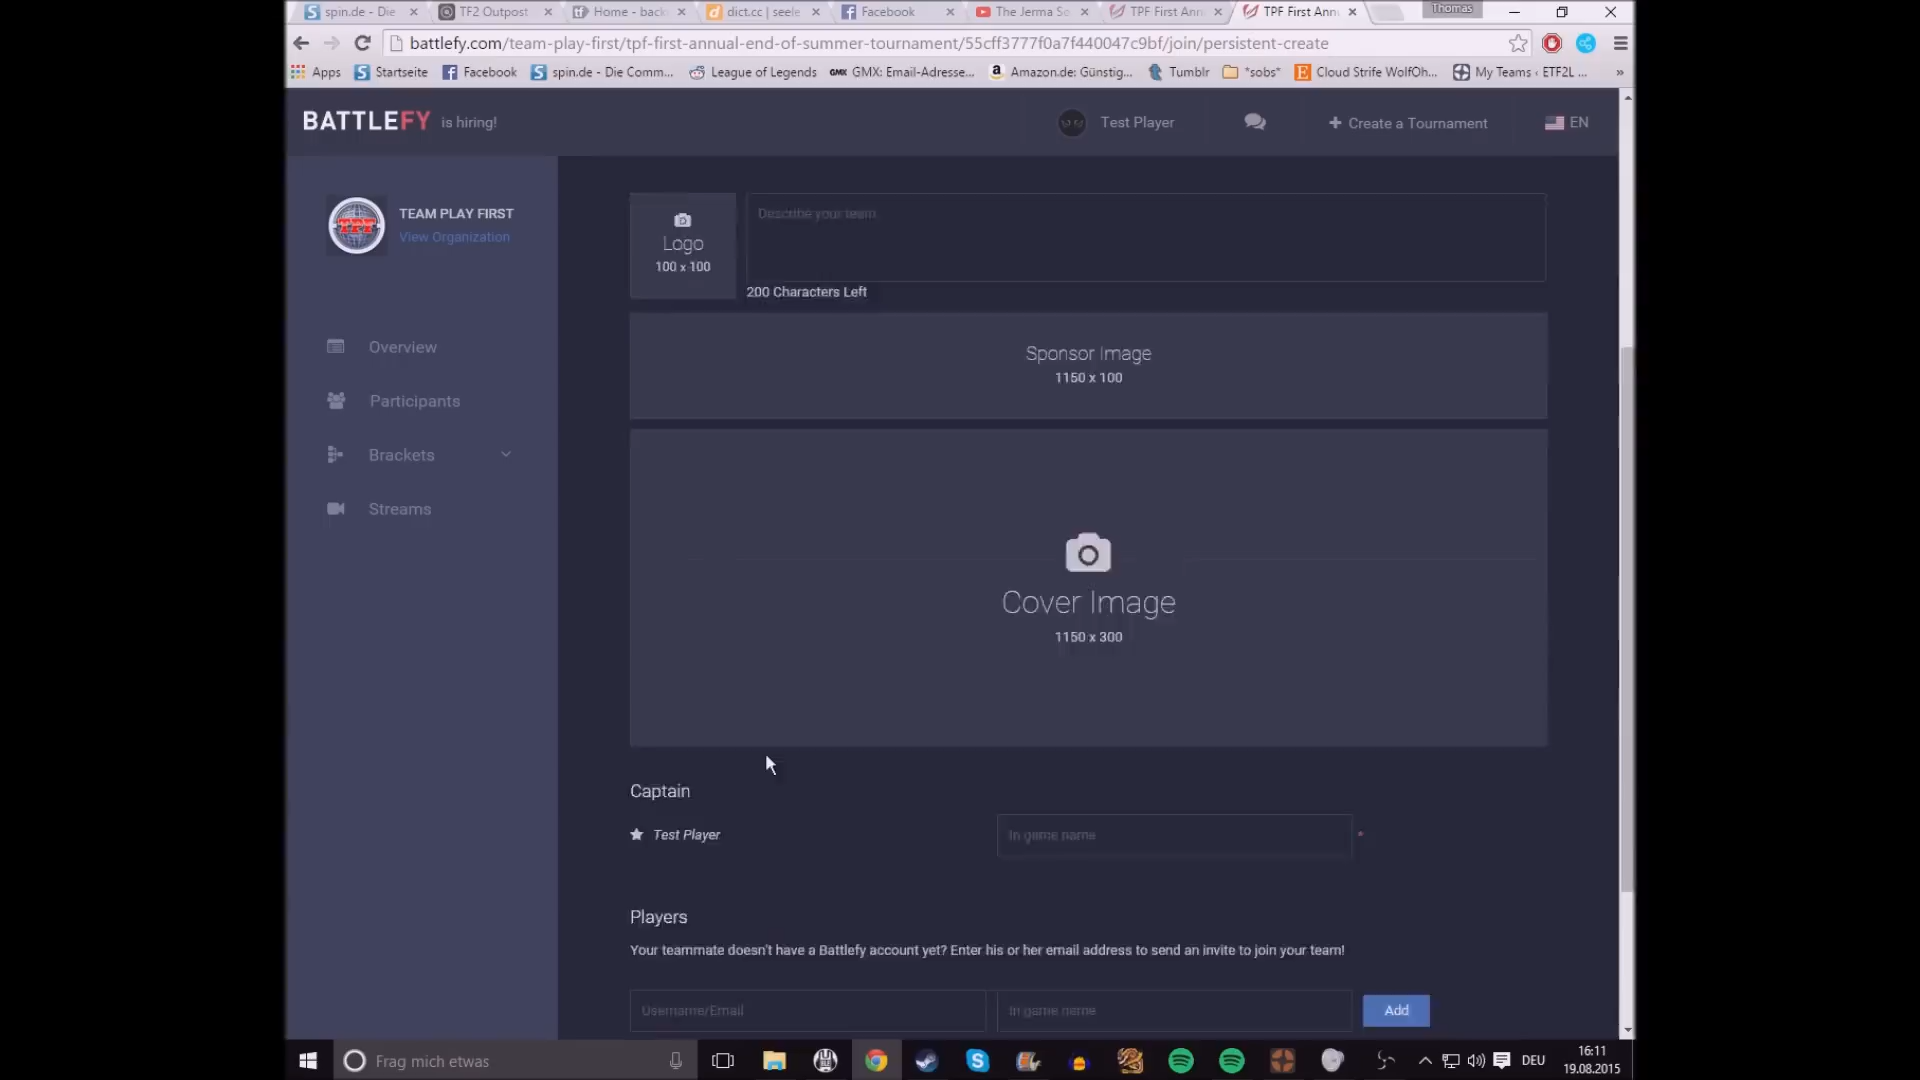 spin.de - Die
TF2 Outpost
Home - back
dict.cc | seele
Facebook
The Jerma So
TPF First Ann
TPF First Ann
Thomas
battlefy.com/team-play-first/tpf-first-annual-end-of-summer-tournament/55cff3777f0a7f440047c9bf/join/persistent-create
Apps
Startseite
Facebook
spin.de - Die Comm...
League of Legends
GMX GMX: Email-Adresse...
Amazon.de: Günstig...
Tumblr
*sobs*
Cloud Strife WolfOh...
My Teams ‹ ETF2L ...
»
BATTLEFY is hiring!
Test Player
+ Create a Tournament
EN
TPF
TEAM PLAY FIRST
View Organization
Overview
Participants
Brackets
Streams
Logo
100 x 100
Describe your team
200 Characters Left
Sponsor Image
1150 x 100
Cover Image
1150 x 300
Captain
Test Player
In game name
*
Players
Your teammate doesn't have a Battlefy account yet? Enter his or her email address to send an invite to join your team!
Username/Email
In game name
Add
Frag mich etwas
DEU
16:11
19.08.2015